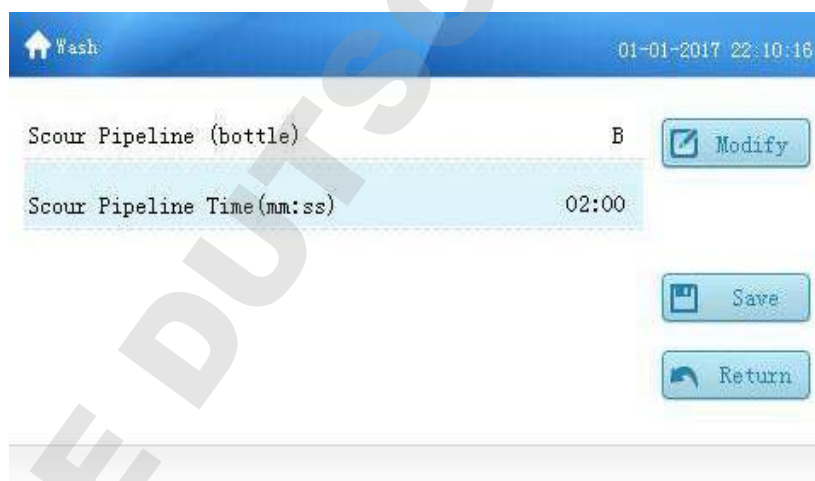 Wash 01-01-2017 22:10:16
Scour Pipeline (bottle) B
Modify
Scour Pipeline Time(mm:ss) 02:00
Save
Return
E DUTSC